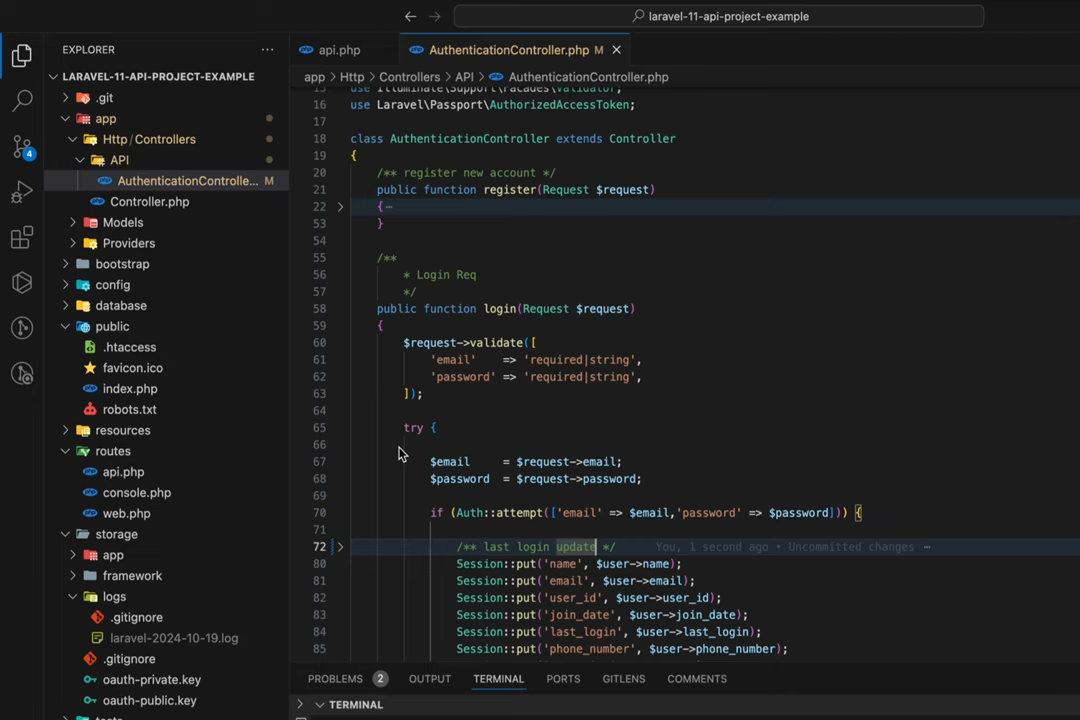 laravel-11-api-project-example
EXPLORER
LARAVEL-11-API-PROJECT-EXAMPLE
.git
app
Http / Controllers
API
AuthenticationControlle... M
Controller.php
Models
Providers
bootstrap
config
database
public
.htaccess
favicon.ico
index.php
robots.txt
resources
routes
api.php
console.php
web.php
storage
app
framework
logs
.gitignore
laravel-2024-10-19.log
.gitignore
oauth-private.key
oauth-public.key
tests
4
api.php
AuthenticationController.php M
app > Http > Controllers > API > AuthenticationController.php
15 use Illuminate\Support\Facades\Validator;
16 use Laravel\Passport\AuthorizedAccessToken;
17
18 class AuthenticationController extends Controller
19 {
20 /** register new account */
21 public function register(Request $request)
22 {
53 }
54
55 /**
56 * Login Req
57 */
58 public function login(Request $request)
59 {
60 $request->validate([
61 'email' => 'required|string',
62 'password' => 'required|string',
63 ]);
64
65 try {
66
67 $email = $request->email;
68 $password = $request->password;
69
70 if (Auth::attempt(['email' => $email,'password' => $password])) {
71
72 /** last login update */ You, 1 second ago • Uncommitted changes
80 Session::put('name', $user->name);
81 Session::put('email', $user->email);
82 Session::put('user_id', $user->user_id);
83 Session::put('join_date', $user->join_date);
84 Session::put('last_login', $user->last_login);
85 Session::put('phone_number', $user->phone_number);
PROBLEMS 2 OUTPUT TERMINAL PORTS GITLENS COMMENTS
TERMINAL